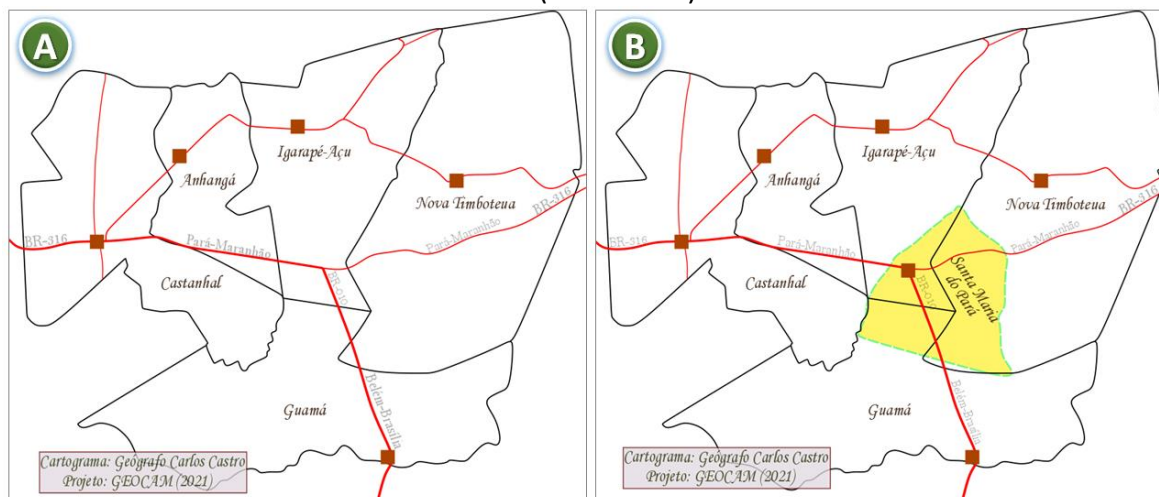 A
Igarapé-Açu
Anhangá
Nova Timboteua
BR-316
BR-316
Pará-Maranhão
Pará-Maranhão
BR-010
Castanhal
Belém-Brasília
Guamá
Cartograma: Geógrafo Carlos Castro
Projeto: GEOCAM (2021)
B
Igarapé-Açu
Anhangá
Nova Timboteua
BR-316
BR-316
Pará-Maranhão
Pará-Maranhão
BR-010
Santa Maria
do Pará
Castanhal
Belém-Brasília
Guamá
Cartograma: Geógrafo Carlos Castro
Projeto: GEOCAM (2021)